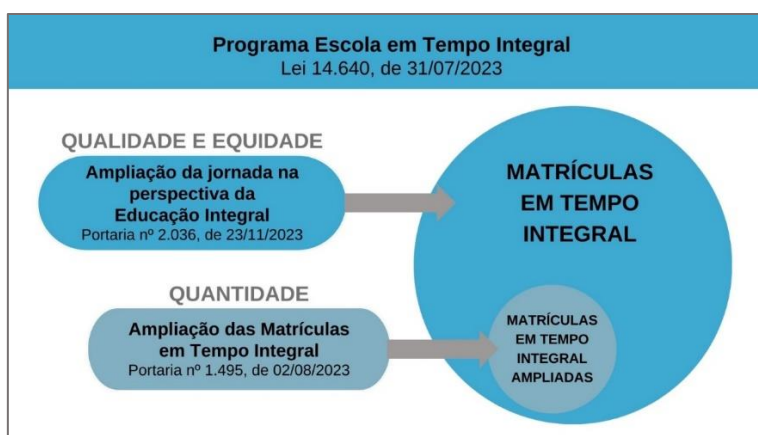 Programa Escola em Tempo Integral
Lei 14.640, de 31/07/2023
QUALIDADE E EQUIDADE
Ampliação da jornada na
perspectiva da
Educação Integral
Portaria nº 2.036, de 23/11/2023
MATRÍCULAS
EM TEMPO
INTEGRAL
QUANTIDADE
Ampliação das Matrículas
em Tempo Integral
Portaria nº 1.495, de 02/08/2023
MATRÍCULAS
EM TEMPO
INTEGRAL
AMPLIADAS